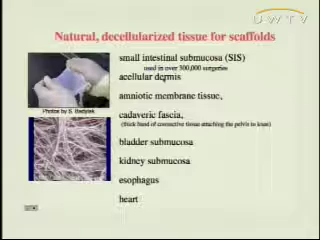 UWTV
Natural, decellularized tissue for scaffolds
small intestinal submucosa (SIS)
used in over 300,000 surgeries
acellular dermis
amniotic membrane tissue,
Photos by S. Badylak
cadaveric fascia,
(thick band of connective tissue attaching the pelvis to knee)
bladder submucosa
kidney submucosa
esophagus
heart